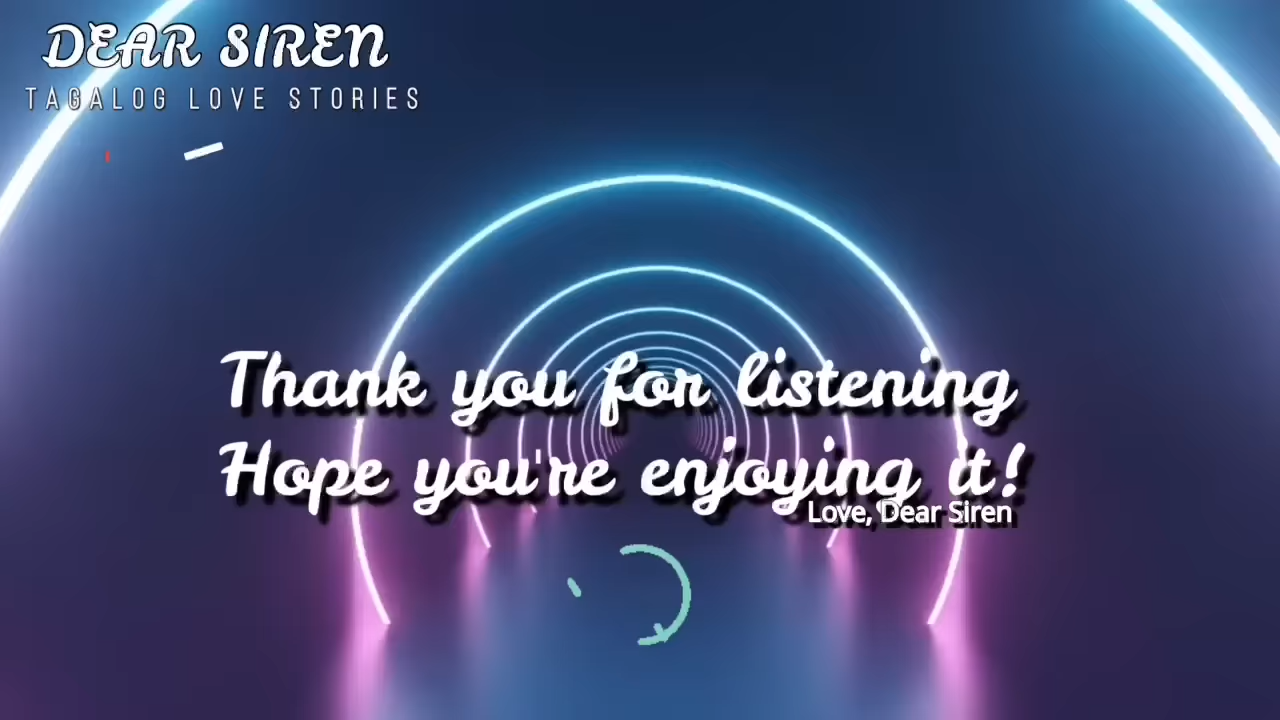 DEAR SIREN
TAGALOG LOVE STORIES
Thank you for listening
Hope you're enjoying it!
Love, Dear Siren